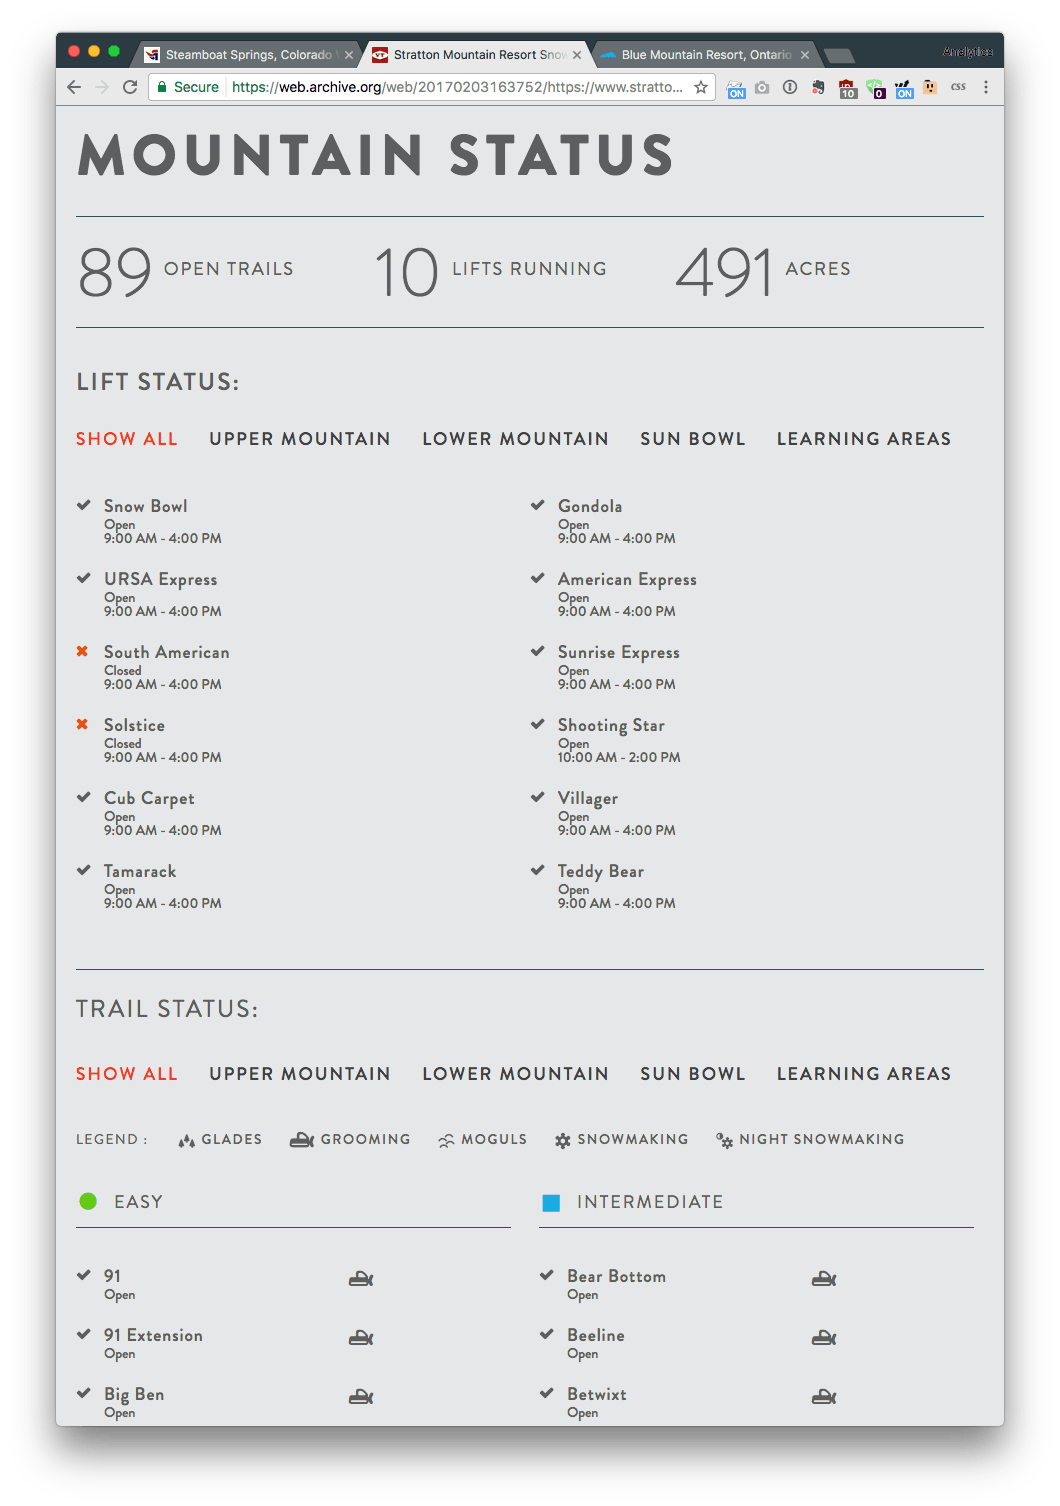 Steamboat Springs, Colorado
Stratton Mountain Resort Snow
Blue Mountain Resort, Ontario
Analytics
Secure
https://web.archive.org/web/20170203163752/https://www.stratto...
ON
10
0
ON
css
MOUNTAIN STATUS
89 OPEN TRAILS 10 LIFTS RUNNING 491 ACRES
LIFT STATUS:
SHOW ALL UPPER MOUNTAIN LOWER MOUNTAIN SUN BOWL LEARNING AREAS
Snow Bowl
Open
9:00 AM - 4:00 PM
Gondola
Open
9:00 AM - 4:00 PM
URSA Express
Open
9:00 AM - 4:00 PM
American Express
Open
9:00 AM - 4:00 PM
South American
Closed
9:00 AM - 4:00 PM
Sunrise Express
Open
9:00 AM - 4:00 PM
Solstice
Closed
9:00 AM - 4:00 PM
Shooting Star
Open
10:00 AM - 2:00 PM
Cub Carpet
Open
9:00 AM - 4:00 PM
Villager
Open
9:00 AM - 4:00 PM
Tamarack
Open
9:00 AM - 4:00 PM
Teddy Bear
Open
9:00 AM - 4:00 PM
TRAIL STATUS:
SHOW ALL UPPER MOUNTAIN LOWER MOUNTAIN SUN BOWL LEARNING AREAS
LEGEND : GLADES GROOMING MOGULS SNOWMAKING NIGHT SNOWMAKING
EASY
INTERMEDIATE
91
Open
Bear Bottom
Open
91 Extension
Open
Beeline
Open
Big Ben
Open
Betwixt
Open